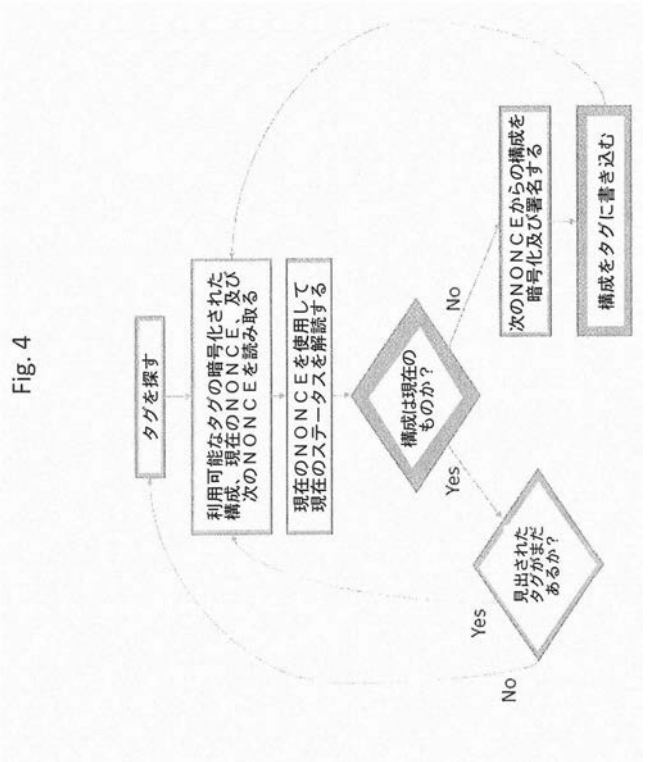 Fig. 4
タグを探す
利用可能なタグの暗号化された
構成、現在のNONCE、及び
次のNONCEを読み取る
現在のNONCEを使用して
現在のステータスを解読する
構成は現在の
ものか？
Yes
No
見出された
タグがまだ
あるか？
Yes
No
次のNONCEからの構成を
暗号化及び署名する
構成をタグに書き込む